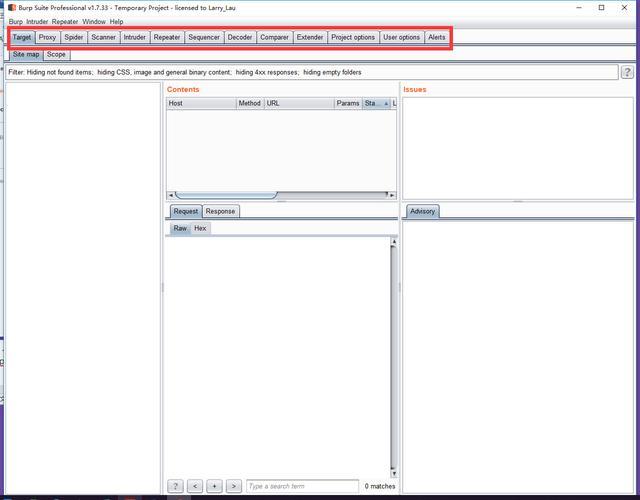 Burp Suite Professional v1.7.33 - Temporary Project - licensed to Larry_Lau
Burp Intruder Repeater Window Help
Target Proxy Spider Scanner Intruder Repeater Sequencer Decoder Comparer Extender Project options User options Alerts
Site map Scope
Filter: Hiding not found items; hiding CSS, image and general binary content; hiding 4xx responses; hiding empty folders
?
Contents
Issues
Host Method URL Params Sta... L
Request Response
Advisory
Raw Hex
? < + > Type a search term 0 matches